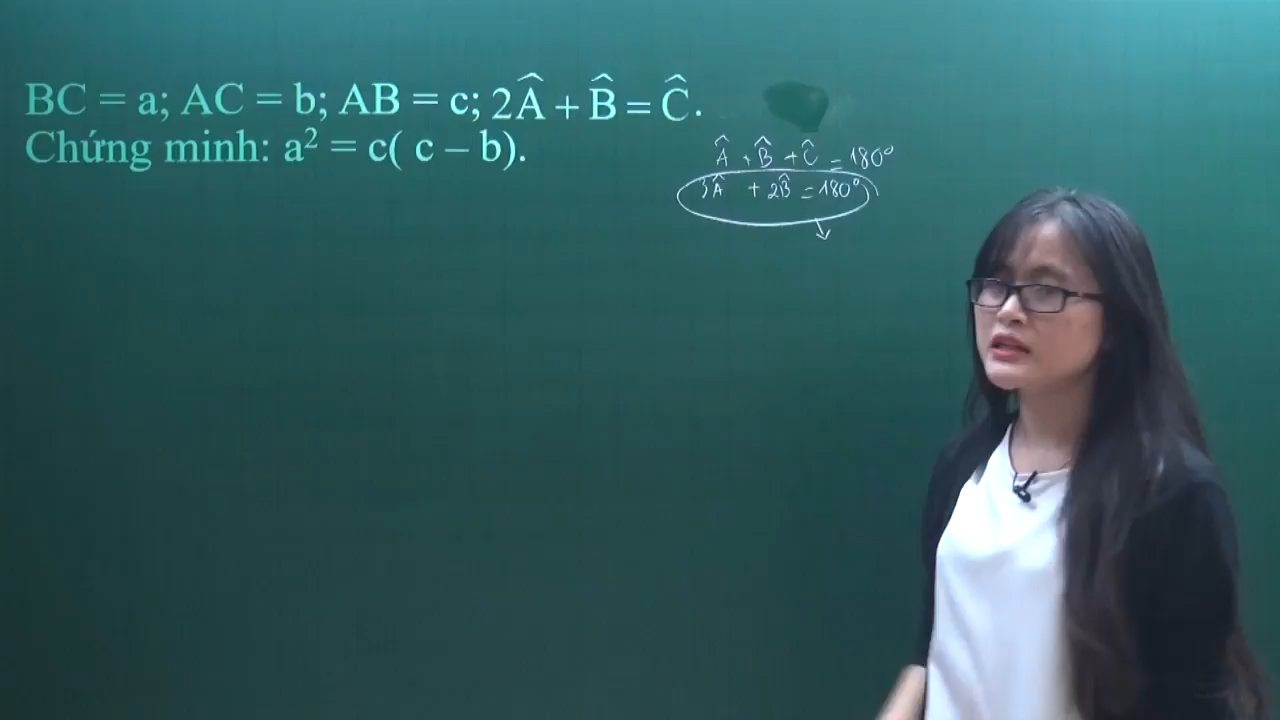 BC = a; AC = b; AB = c; 2Â + B̂ = Ĉ.
Chứng minh: a² = c( c – b).
Â + B̂ + Ĉ = 180°
3Â + 2B̂ = 180°